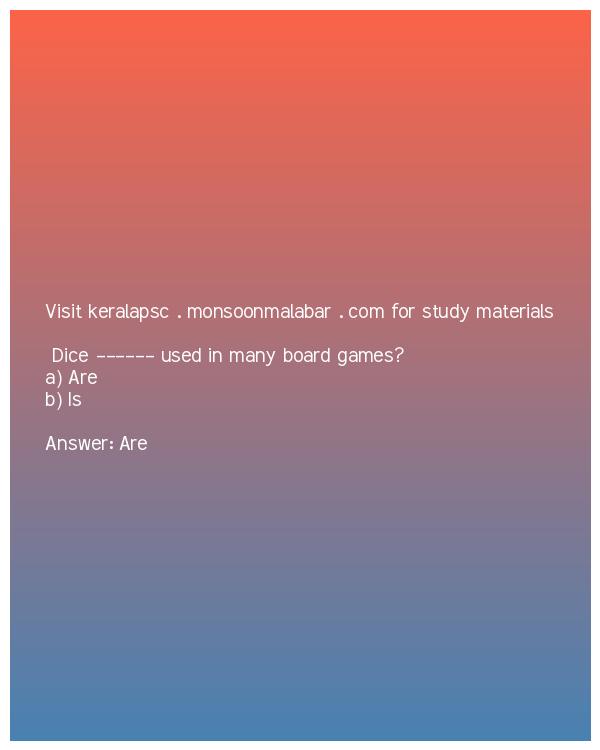 Visit keralapsc .monsoonmalabar .com for study materials
Dice ------ used in many board games?
a) Are
b) Is
Answer: Are